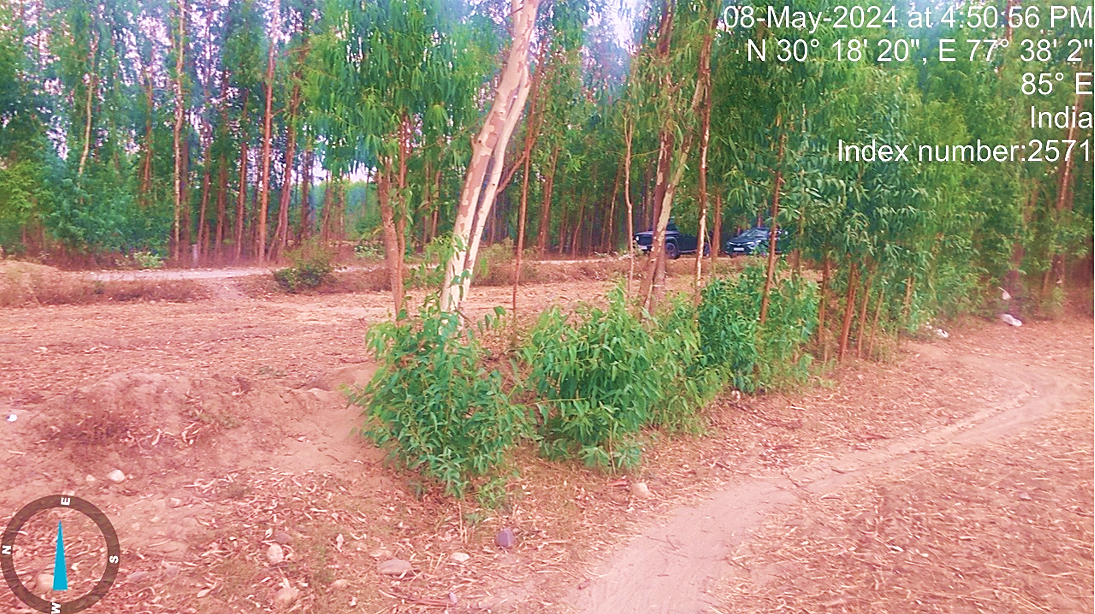 08-May-2024 at 4:50:56 PM
N 30° 18' 20", E 77° 38' 2"
85° E
India
Index number:2571
E
N
S
W